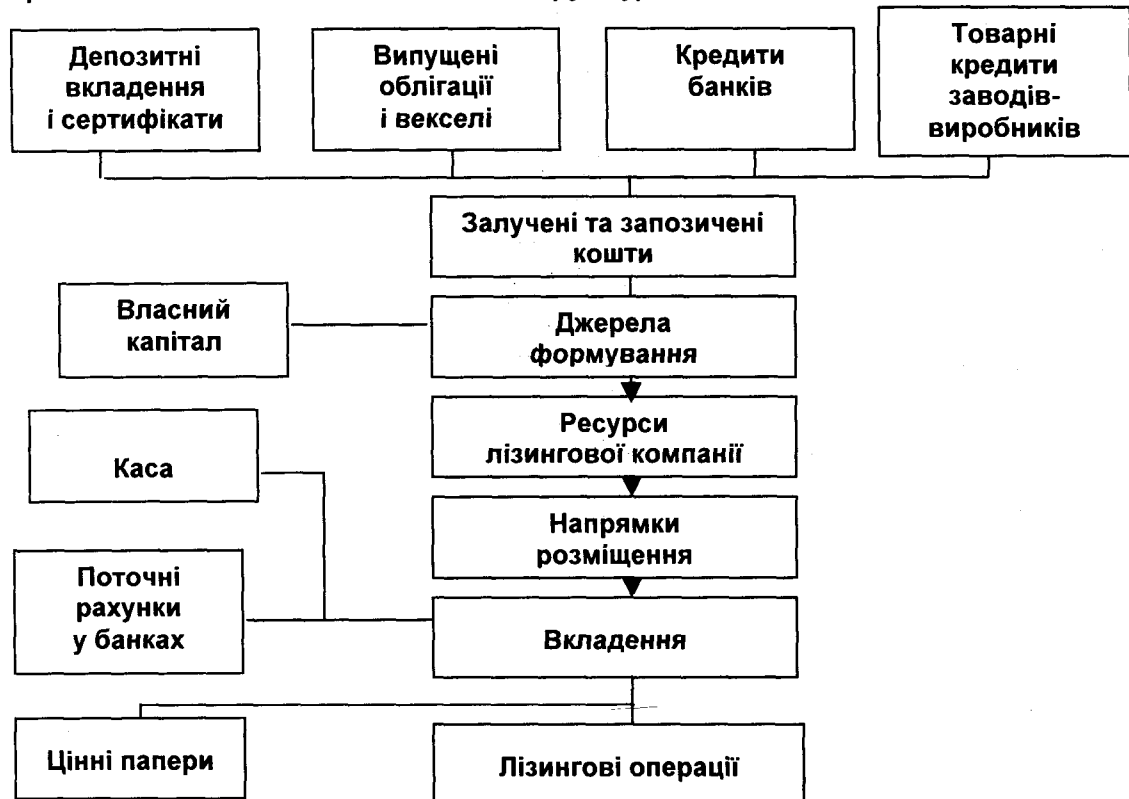 Депозитні
вкладення
і сертифікати
Випущені
облігації
і векселі
Кредити
банків
Товарні
кредити
заводів-
виробників
Залучені та запозичені
кошти
Власний
капітал
Джерела
формування
Ресурси
лізингової компанії
Каса
Напрямки
розміщення
Поточні
рахунки
у банках
Вкладення
Цінні папери
Лізингові операції